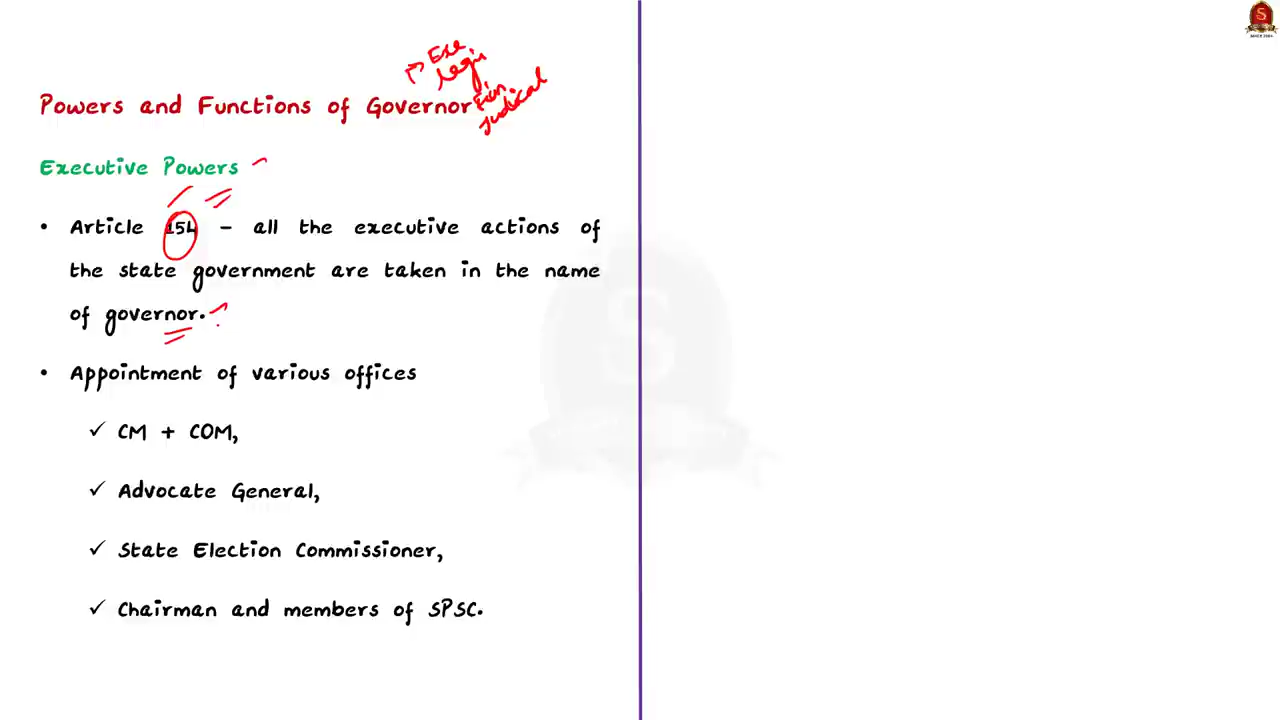 Exe
Legis
Fin
Judical
Powers and Functions of Governor
Executive Powers
• Article 154 - all the executive actions of
the state government are taken in the name
of governor.
• Appointment of various offices
✓ CM + COM,
✓ Advocate General,
✓ State Election Commissioner,
✓ Chairman and members of SPSC.
S